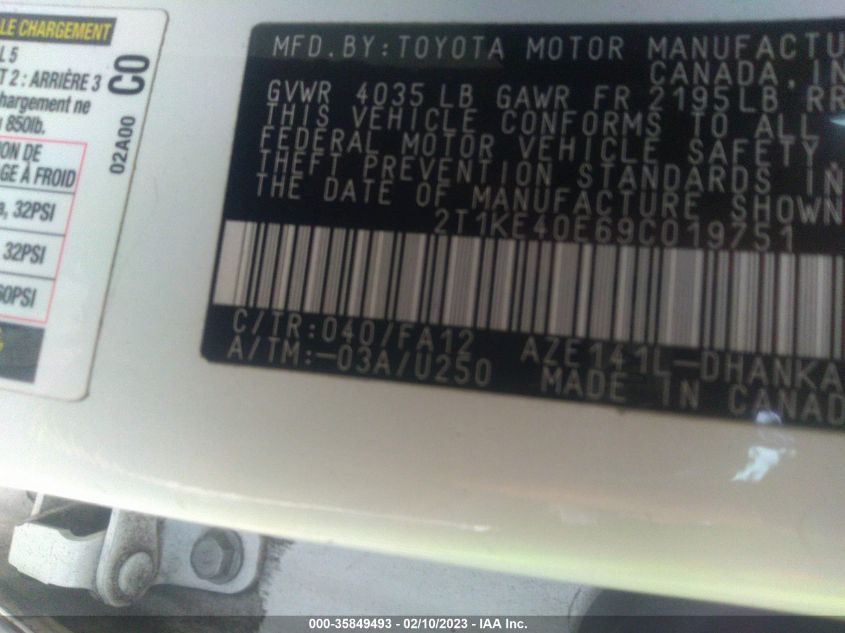 LE CHARGEMENT
L 5
T 2 : ARRIÈRE 3
chargement ne
850lb.
ION DE
GE À FROID
, 32PSI
32 PSI
60PSI
02A00 CO
MFD.BY:TOYOTA MOTOR MANUFACTU
CANADA,IN
GVWR 4035 LB GAWR FR 2195LB RR
THIS VEHICLE CONFORMS TO ALL
FEDERAL MOTOR VEHICLE SAFETY,
THEFT PREVENTION STANDARDS IN
THE DATE OF MANUFACTURE SHOWN
2T1KE40E69C019751
C/TR:040/FA12 AZE141L-DHANKA
A/TM:-03A/U250 MADE IN CANAD
000-35849493 - 02/10/2023 - IAA Inc.